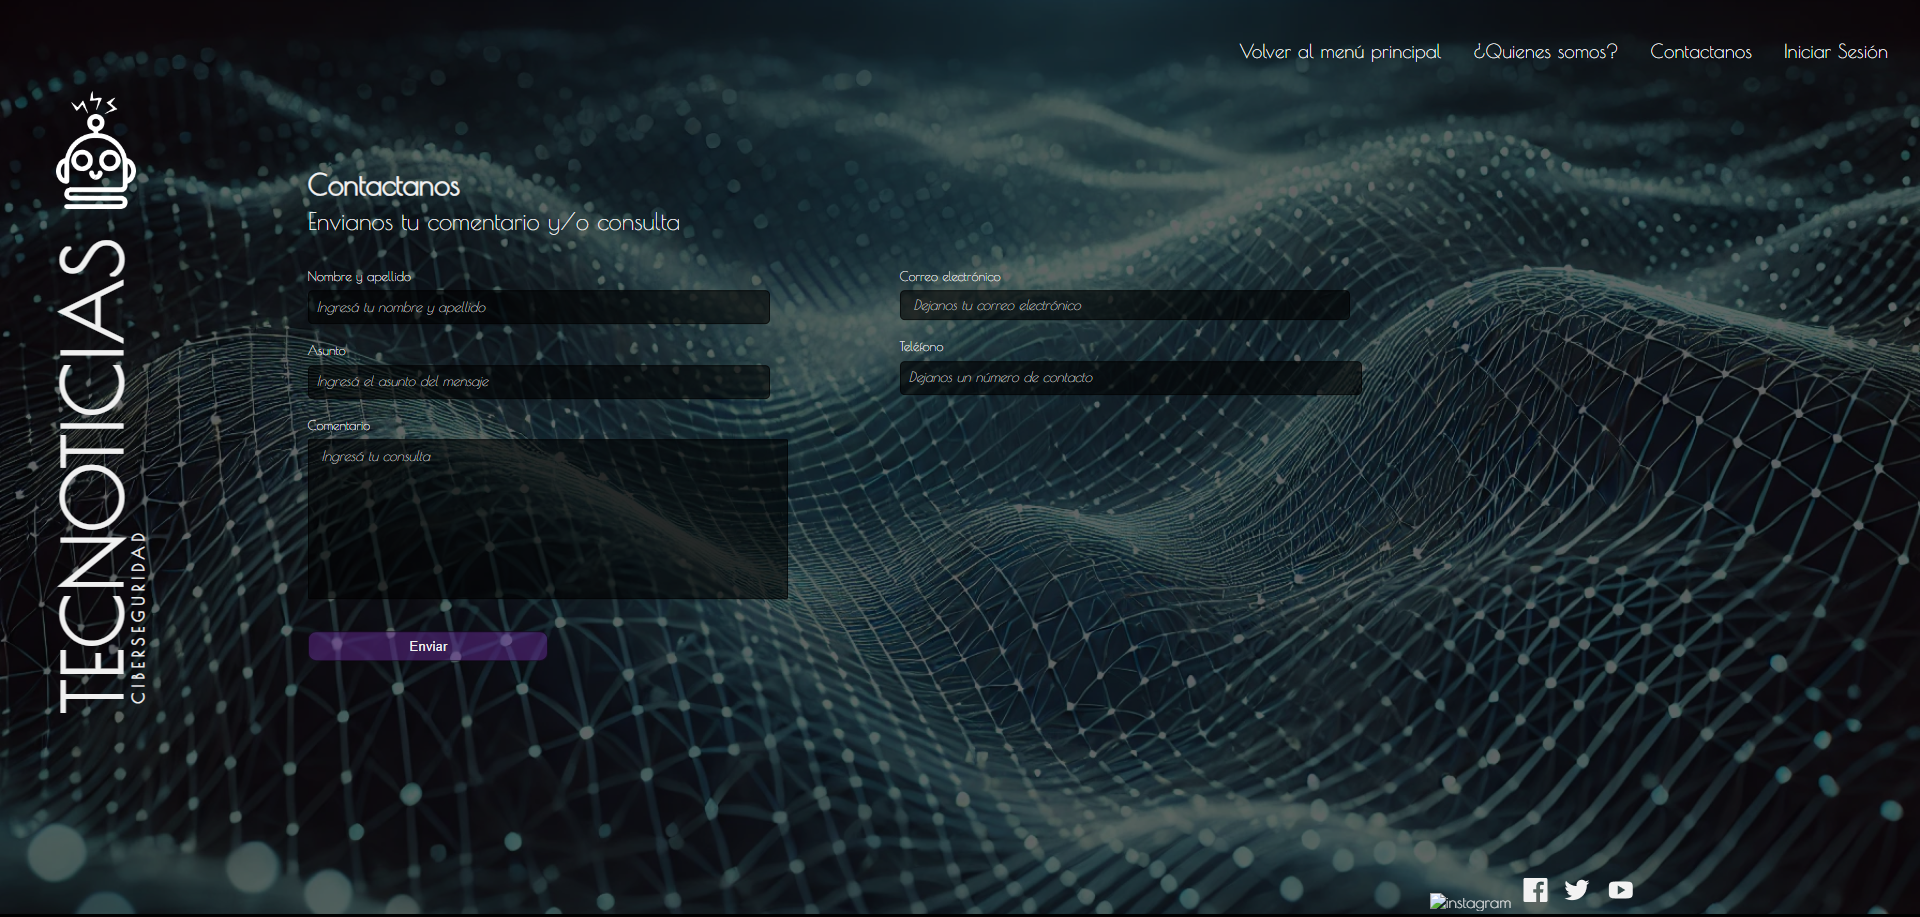 Volver al menú principal
¿Quienes somos?
Contactanos
Iniciar Sesión
TECNOTICIAS
CIBERSEGURIDAD
Contactanos
Envianos tu comentario y/o consulta
Nombre y apellido
Ingresá tu nombre y apellido
Correo electrónico
Dejanos tu correo electrónico
Asunto
Ingresá el asunto del mensaje
Teléfono
Dejanos un número de contacto
Comentario
Ingresá tu consulta
Enviar
instagram